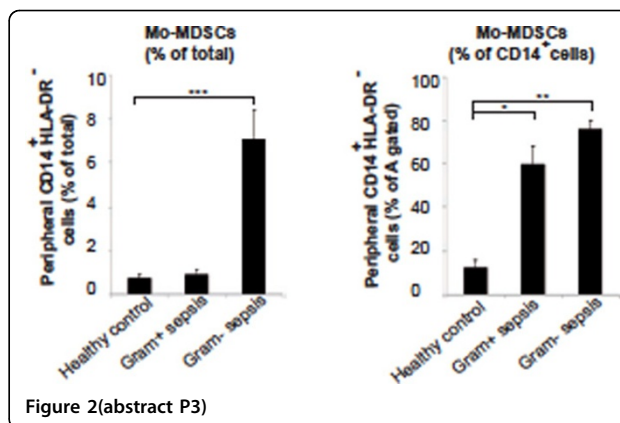 Mo-MDSCs
(% of total)
Peripheral CD14⁺ HLA-DR⁻
cells (% of total)
10
8
6
4
2
0
***
Healthy control
Gram+ sepsis
Gram- sepsis
Mo-MDSCs
(% of CD14⁺ cells)
Peripheral CD14⁺ HLA-DR⁻
cells (% of A gated)
100
80
60
40
20
0
**
*
Healthy control
Gram+ sepsis
Gram- sepsis
Figure 2(abstract P3)